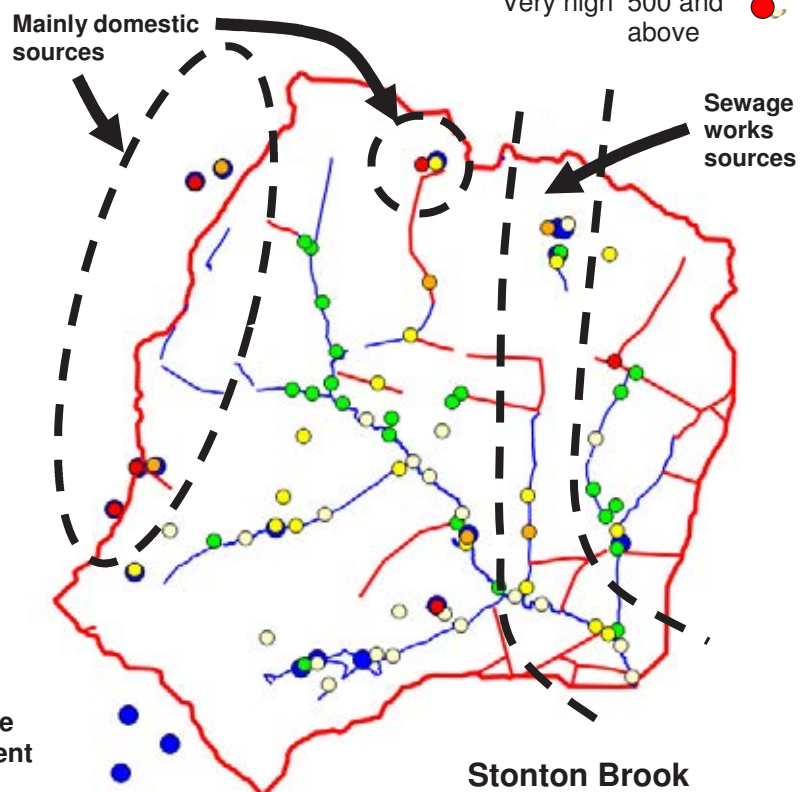 Very high 500 and
above
Mainly domestic
sources
Sewage
works
sources
Stonton Brook